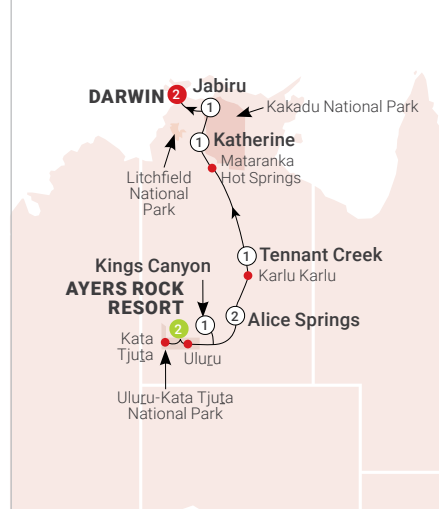 Jabiru
DARWIN 2
1
Kakadu National Park
1 Katherine
Mataranka
Hot Springs
Litchfield
National
Park
1 Tennant Creek
Karlu Karlu
Kings Canyon
AYERS ROCK
RESORT
2
1
2 Alice Springs
Kata
Tjuṯa
Uluṟu
Uluṟu-Kata Tjuṯa
National Park